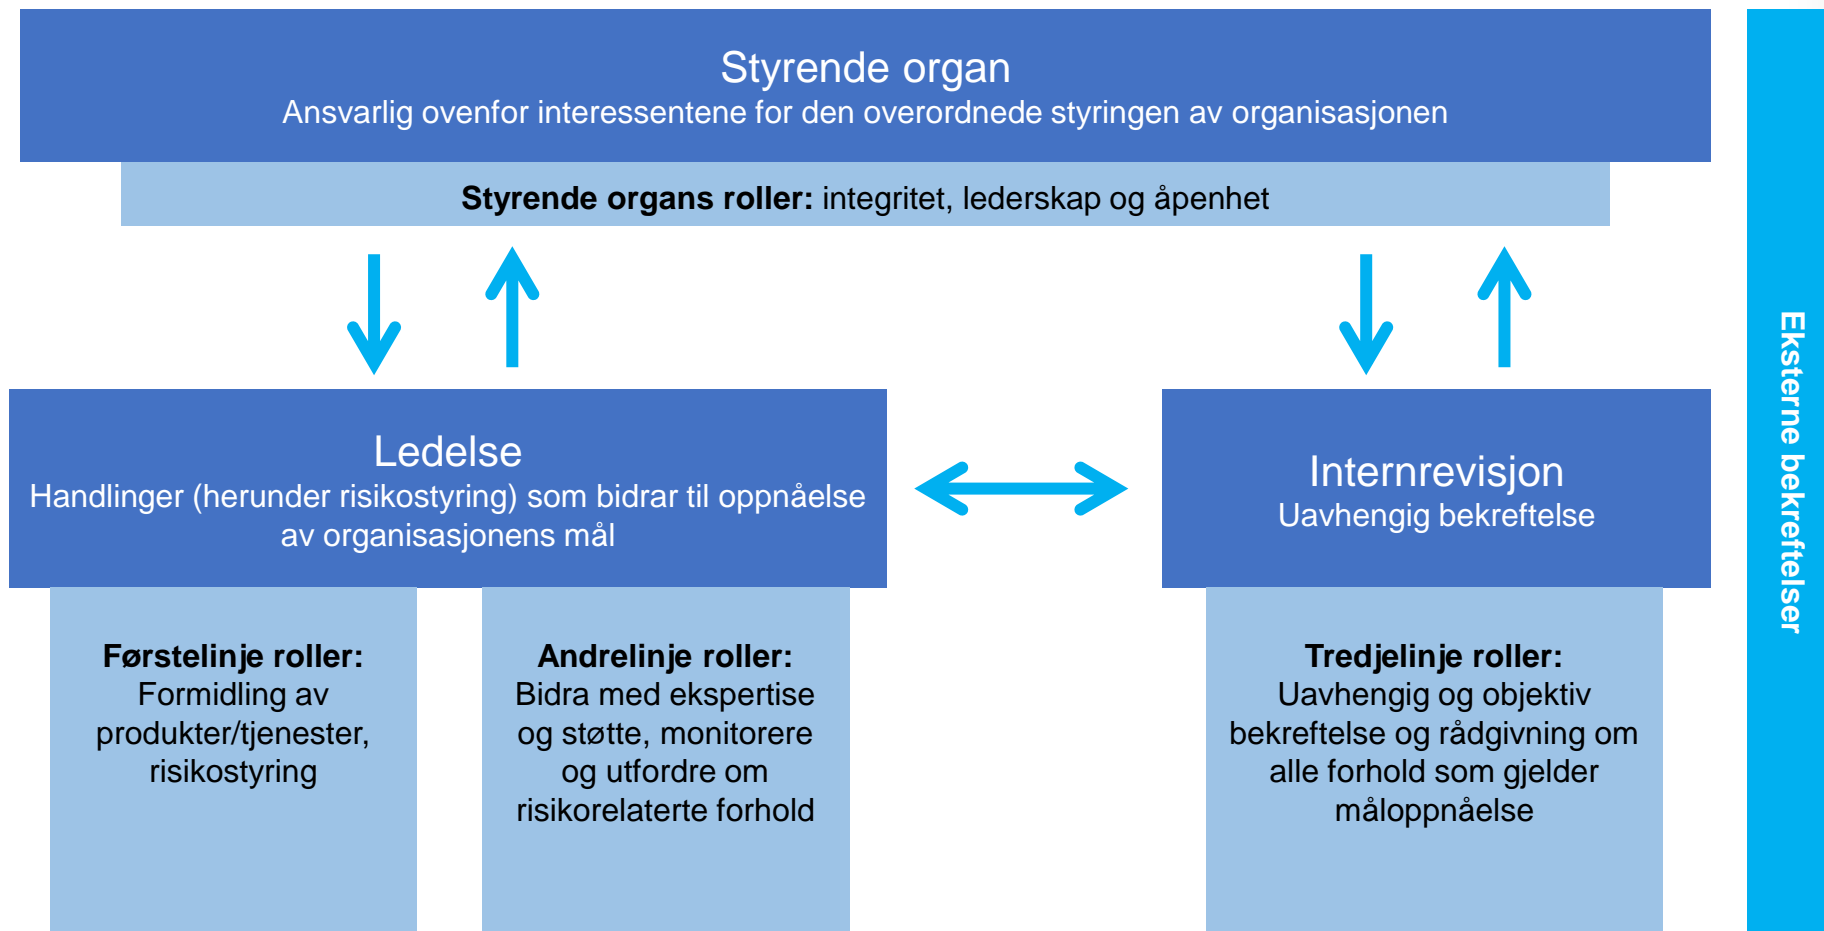 Styrende organ
Ansvarlig ovenfor interessentene for den overordnede styringen av organisasjonen
Styrende organs roller: integritet, lederskap og åpenhet
Ledelse
Handlinger (herunder risikostyring) som bidrar til oppnåelse
av organisasjonens mål
Internrevisjon
Uavhengig bekreftelse
Førstelinje roller:
Formidling av
produkter/tjenester,
risikostyring
Andrelinje roller:
Bidra med ekspertise
og støtte, monitorere
og utfordre om
risikorelaterte forhold
Tredjelinje roller:
Uavhengig og objektiv
bekreftelse og rådgivning om
alle forhold som gjelder
måloppnåelse
Eksterne bekreftelser